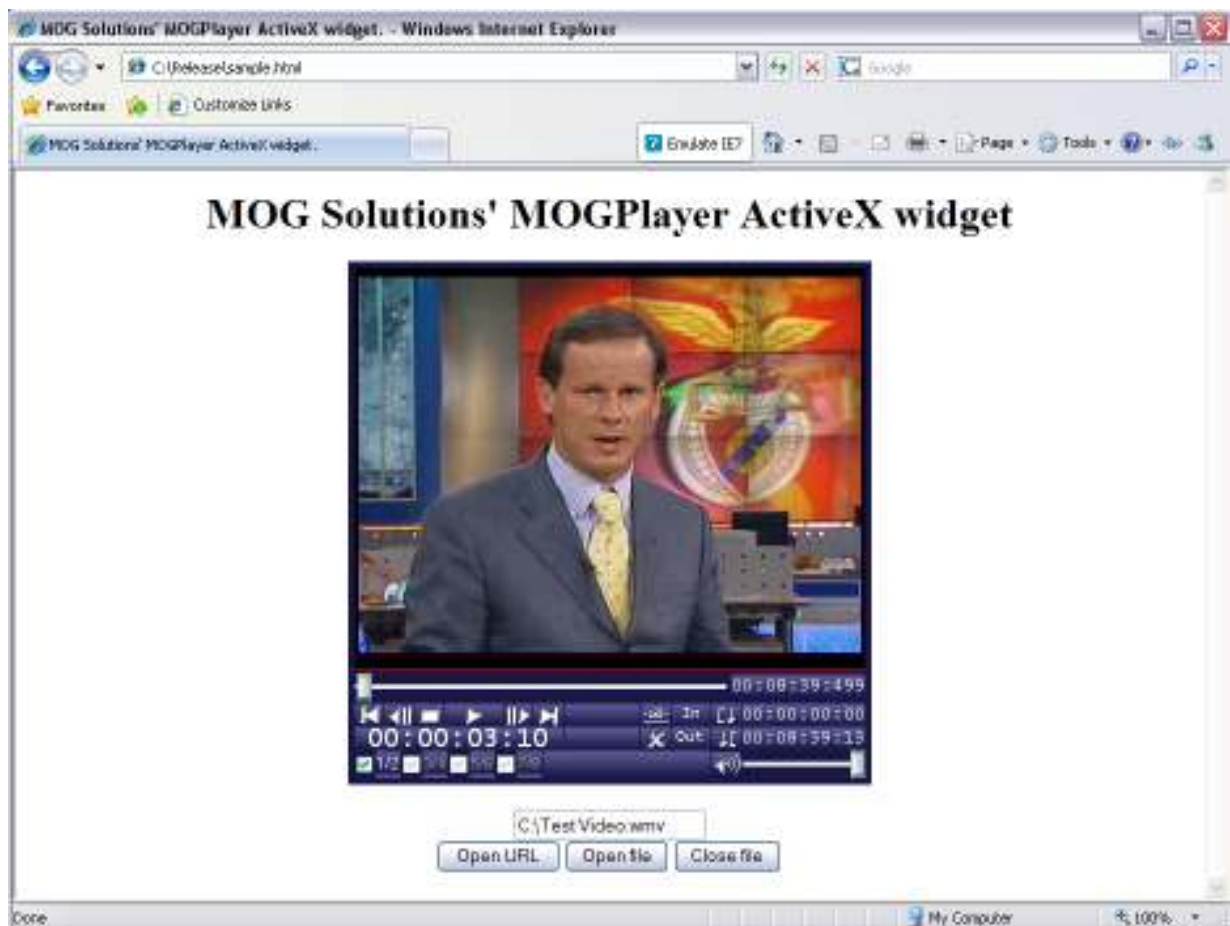 MOG Solutions' MOGPlayer ActiveX widget. - Windows Internet Explorer
C:\Release\sample.html
Google
Favorites
Customize Links
MOG Solutions' MOGPlayer ActiveX widget.
Emulate IE7
Page
Tools
MOG Solutions' MOGPlayer ActiveX widget
00:08:39:499
In
00:00:00:00
00:00:03:10
Out
00:08:39:13
1/2
C:\Test Video.wmv
Open URL
Open file
Close file
Done
My Computer
100%